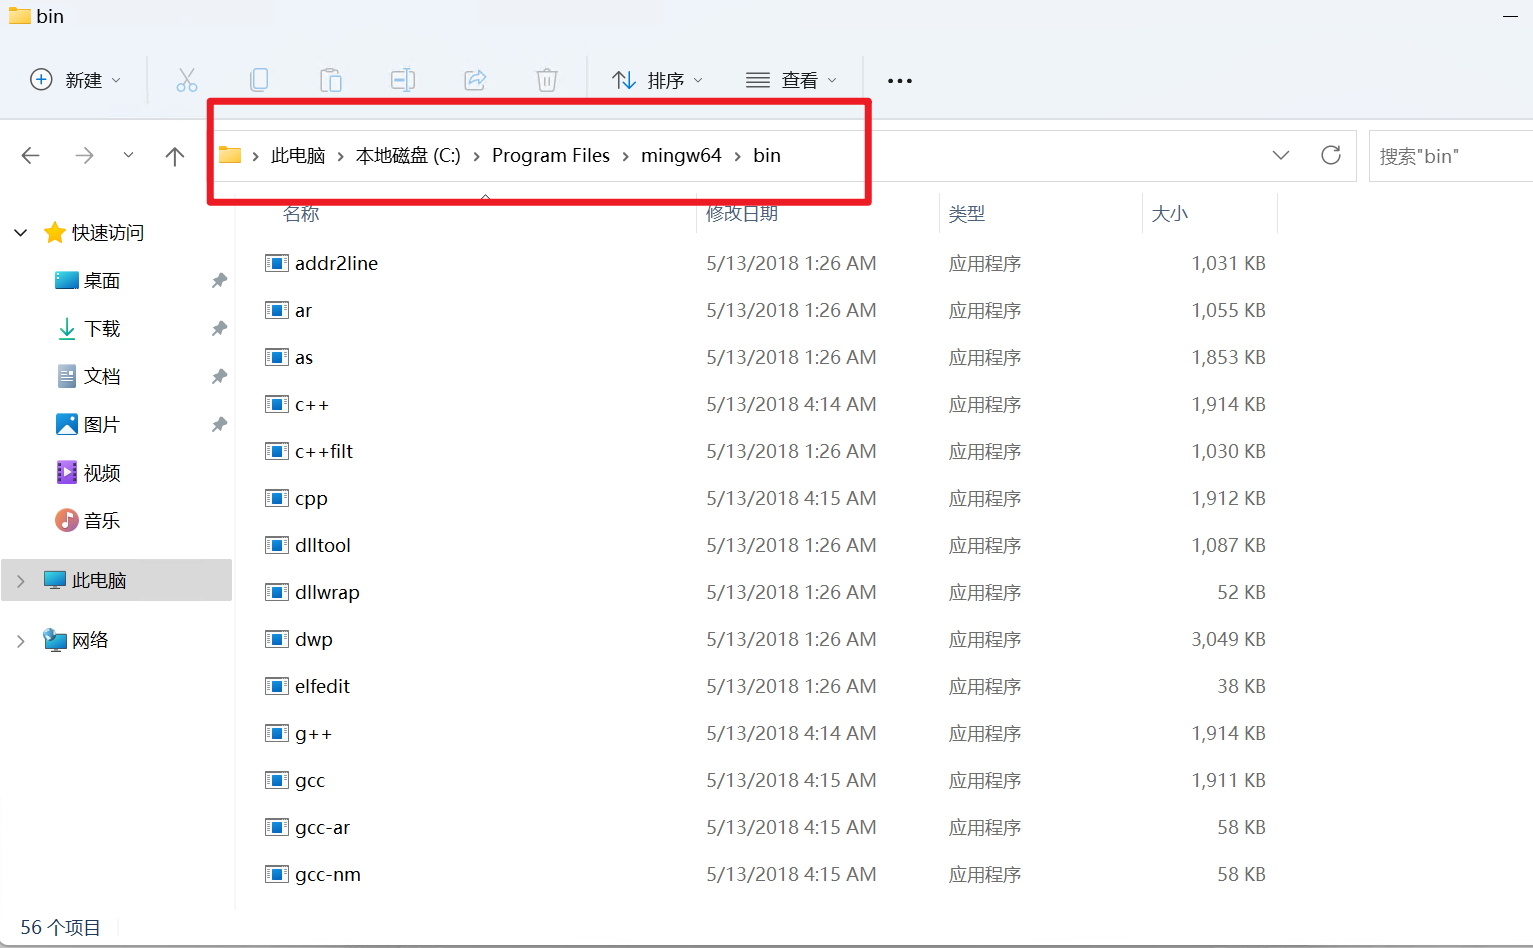 bin
新建
排序
查看
此电脑 > 本地磁盘 (C:) > Program Files > mingw64 > bin
搜索"bin"
名称 修改日期 类型 大小
快速访问
桌面
下载
文档
图片
视频
音乐
此电脑
网络
addr2line 5/13/2018 1:26 AM 应用程序 1,031 KB
ar 5/13/2018 1:26 AM 应用程序 1,055 KB
as 5/13/2018 1:26 AM 应用程序 1,853 KB
c++ 5/13/2018 4:14 AM 应用程序 1,914 KB
c++filt 5/13/2018 1:26 AM 应用程序 1,030 KB
cpp 5/13/2018 4:15 AM 应用程序 1,912 KB
dlltool 5/13/2018 1:26 AM 应用程序 1,087 KB
dllwrap 5/13/2018 1:26 AM 应用程序 52 KB
dwp 5/13/2018 1:26 AM 应用程序 3,049 KB
elfedit 5/13/2018 1:26 AM 应用程序 38 KB
g++ 5/13/2018 4:14 AM 应用程序 1,914 KB
gcc 5/13/2018 4:15 AM 应用程序 1,911 KB
gcc-ar 5/13/2018 4:15 AM 应用程序 58 KB
gcc-nm 5/13/2018 4:15 AM 应用程序 58 KB
56 个项目